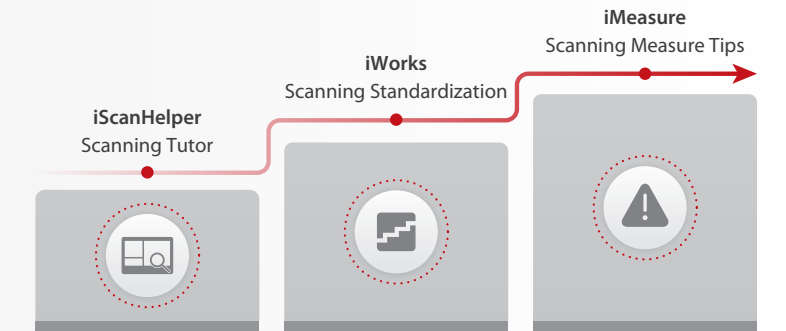 iScanHelper
Scanning Tutor
iWorks
Scanning Standardization
iMeasure
Scanning Measure Tips